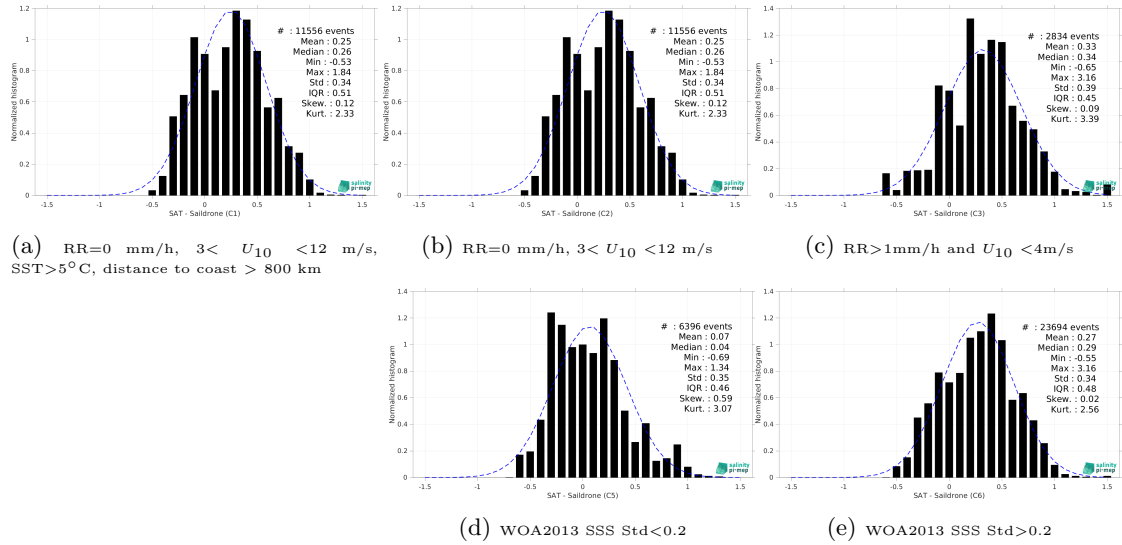 Normalized histogram
1.2
1
0.8
0.6
0.4
0.2
0
-1.5 -1 -0.5 0 0.5 1 1.5
SAT - Saildrone (C1)
# : 11556 events
Mean : 0.25
Median : 0.26
Min : -0.53
Max : 1.84
Std : 0.34
IQR : 0.51
Skew. : 0.12
Kurt. : 2.33
salinity
pi-mep
(a) RR=0 mm/h, 3< U10 <12 m/s,
SST>5°C, distance to coast > 800 km
Normalized histogram
1.2
1
0.8
0.6
0.4
0.2
0
-1.5 -1 -0.5 0 0.5 1 1.5
SAT - Saildrone (C2)
# : 11556 events
Mean : 0.25
Median : 0.26
Min : -0.53
Max : 1.84
Std : 0.34
IQR : 0.51
Skew. : 0.12
Kurt. : 2.33
salinity
pi-mep
(b) RR=0 mm/h, 3< U10 <12 m/s
Normalized histogram
1.4
1.2
1
0.8
0.6
0.4
0.2
0
-1.5 -1 -0.5 0 0.5 1 1.5
SAT - Saildrone (C3)
# : 2834 events
Mean : 0.33
Median : 0.34
Min : -0.65
Max : 3.16
Std : 0.39
IQR : 0.45
Skew. : 0.09
Kurt. : 3.39
salinity
pi-mep
(c) RR>1mm/h and U10 <4m/s
Normalized histogram
1.4
1.2
1
0.8
0.6
0.4
0.2
0
-1.5 -1 -0.5 0 0.5 1 1.5
SAT - Saildrone (C5)
# : 6396 events
Mean : 0.07
Median : 0.04
Min : -0.69
Max : 1.34
Std : 0.35
IQR : 0.46
Skew. : 0.59
Kurt. : 3.07
salinity
pi-mep
(d) WOA2013 SSS Std<0.2
Normalized histogram
1.4
1.2
1
0.8
0.6
0.4
0.2
0
-1.5 -1 -0.5 0 0.5 1 1.5
SAT - Saildrone (C6)
# : 23694 events
Mean : 0.27
Median : 0.29
Min : -0.55
Max : 3.16
Std : 0.34
IQR : 0.48
Skew. : 0.02
Kurt. : 2.56
salinity
pi-mep
(e) WOA2013 SSS Std>0.2